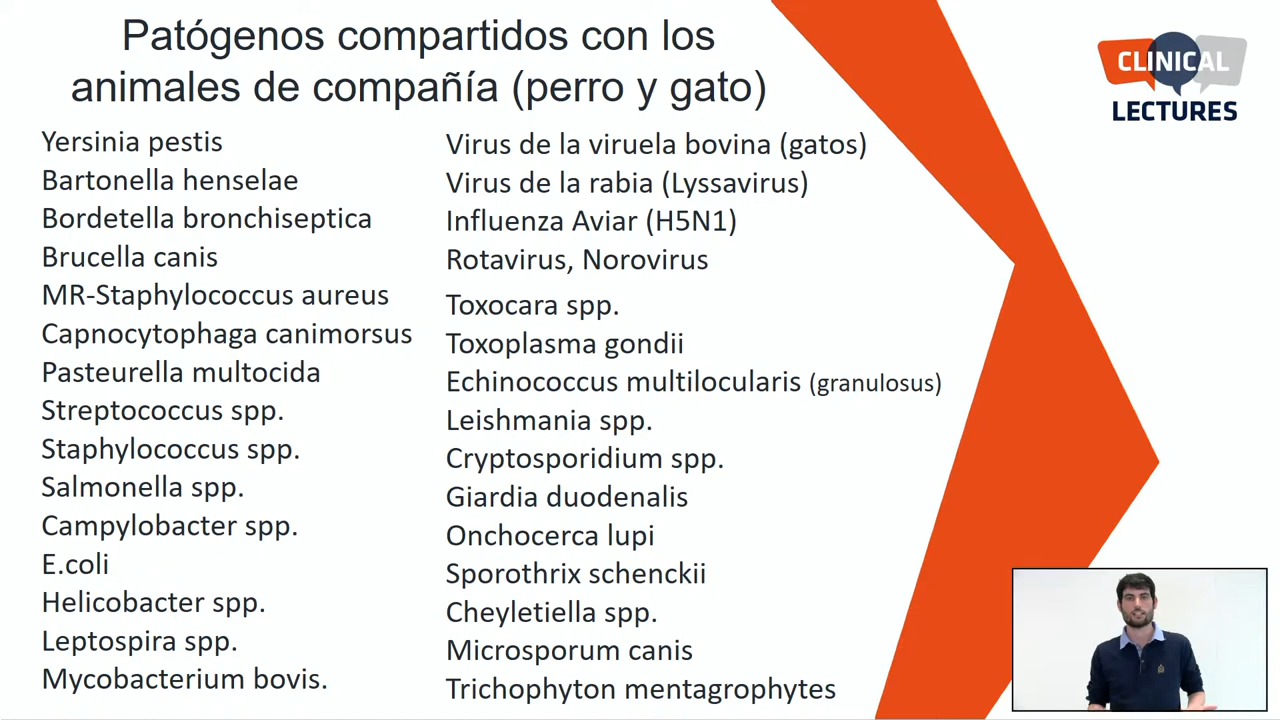 Patógenos compartidos con los
animales de compañía (perro y gato)
CLINICAL
LECTURES
Yersinia pestis
Bartonella henselae
Bordetella bronchiseptica
Brucella canis
MR-Staphylococcus aureus
Capnocytophaga canimorsus
Pasteurella multocida
Streptococcus spp.
Staphylococcus spp.
Salmonella spp.
Campylobacter spp.
E.coli
Helicobacter spp.
Leptospira spp.
Mycobacterium bovis.
Virus de la viruela bovina (gatos)
Virus de la rabia (Lyssavirus)
Influenza Aviar (H5N1)
Rotavirus, Norovirus
Toxocara spp.
Toxoplasma gondii
Echinococcus multilocularis (granulosus)
Leishmania spp.
Cryptosporidium spp.
Giardia duodenalis
Onchocerca lupi
Sporothrix schenckii
Cheyletiella spp.
Microsporum canis
Trichophyton mentagrophytes